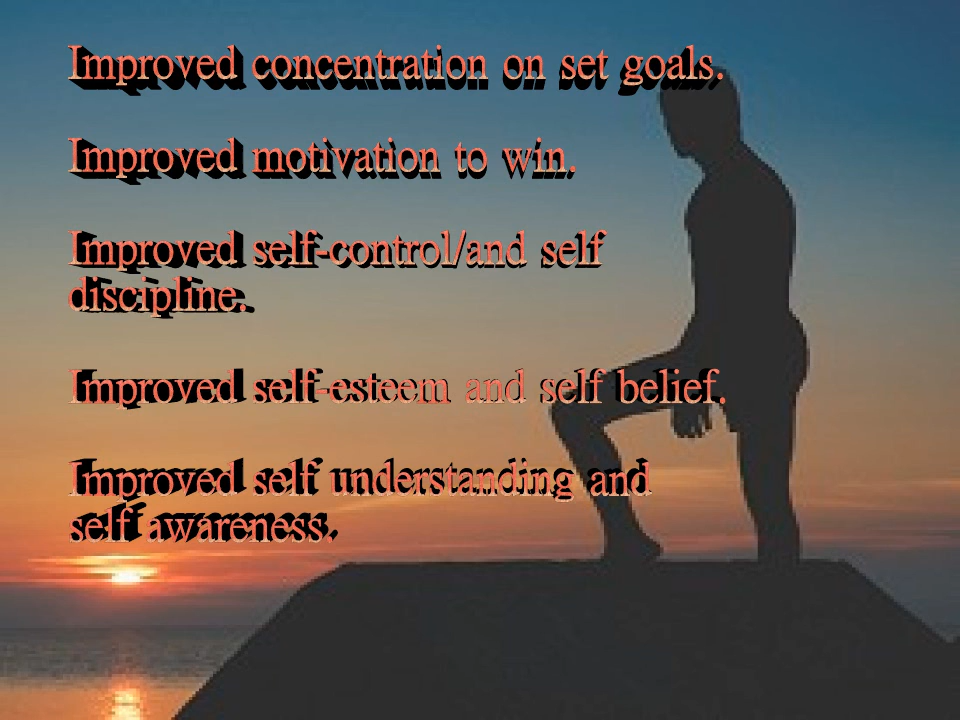 Improved concentration on set goals.
Improved motivation to win.
Improved self-control/and self
discipline.
Improved self-esteem and self belief.
Improved self understanding and
self awareness.